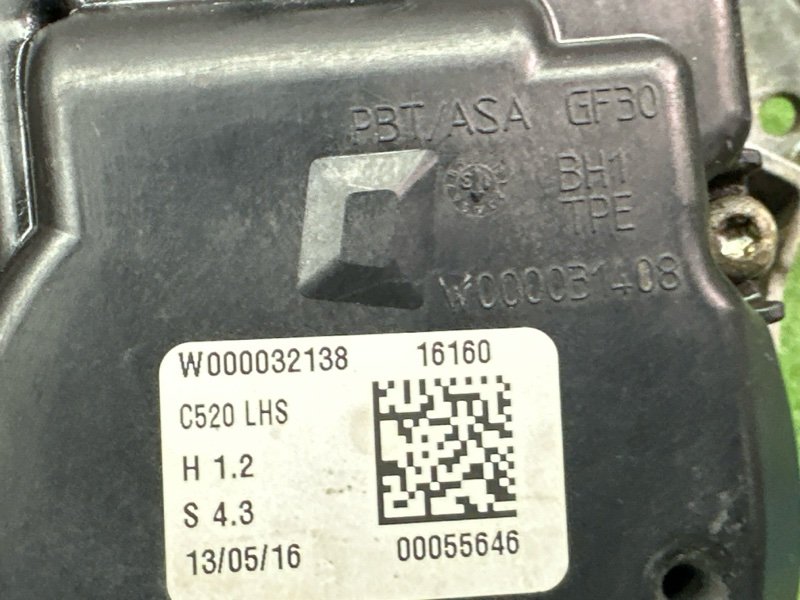 PBT/ASA GF30
BH1
TPE
W000031408
W000032138 16160
C520 LHS
H 1.2
S 4.3
13/05/16 00055646